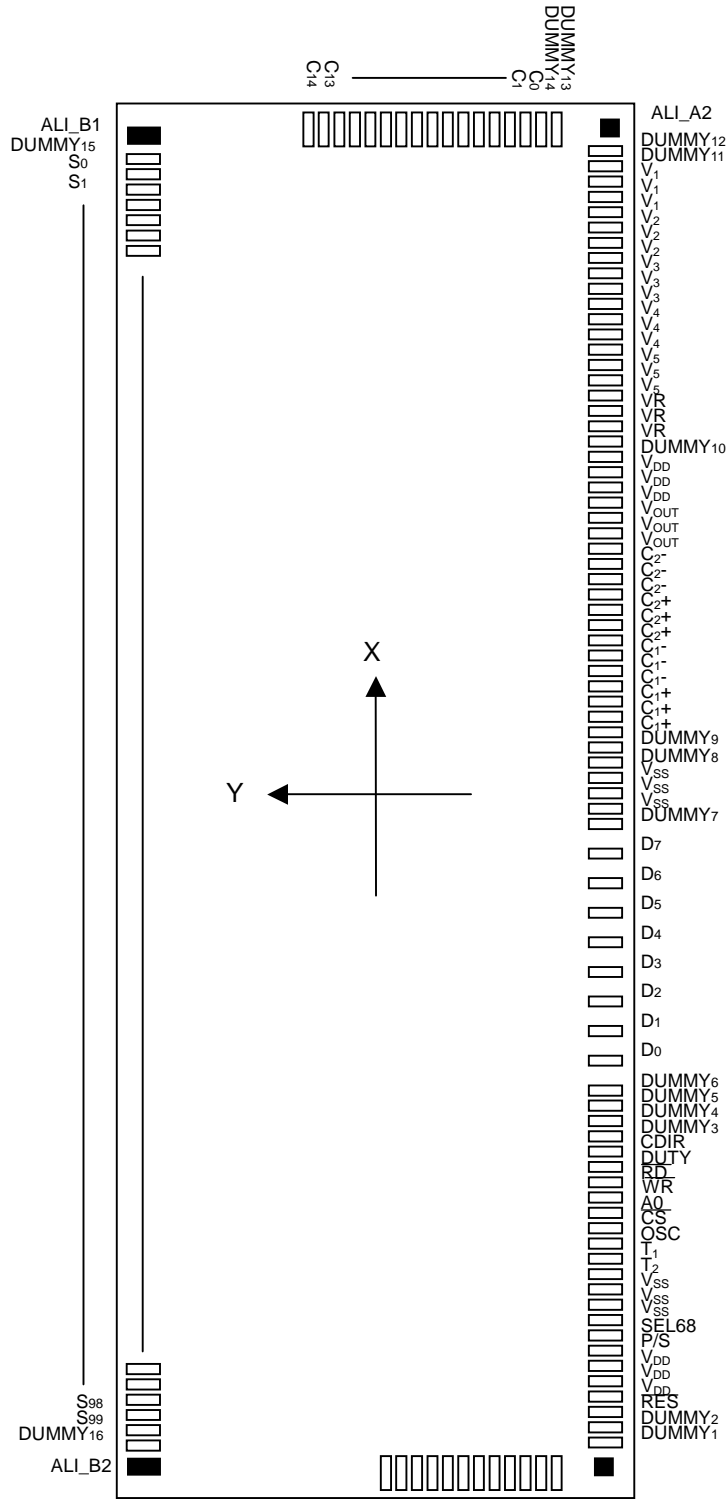 C14
C13
C1
C0
DUMMY14
DUMMY13
ALI_B1
DUMMY15
S0
S1
ALI_A2
DUMMY12
DUMMY11
V1
V1
V1
V2
V2
V2
V3
V3
V3
V4
V4
V4
V5
V5
V5
VR
VR
VR
DUMMY10
VDD
VDD
VDD
VOUT
VOUT
VOUT
C2-
C2-
C2-
C2+
C2+
C2+
C1-
C1-
C1-
C1+
C1+
C1+
DUMMY9
DUMMY8
VSS
VSS
VSS
DUMMY7
X
Y
D7
D6
D5
D4
D3
D2
D1
D0
DUMMY6
DUMMY5
DUMMY4
DUMMY3
CDIR
DUTY
RD
WR
A0
CS
OSC
T1
T2
VSS
VSS
VSS
SEL68
P/S
VDD
VDD
VDD
RES
DUMMY2
DUMMY1
S98
S99
DUMMY16
ALI_B2